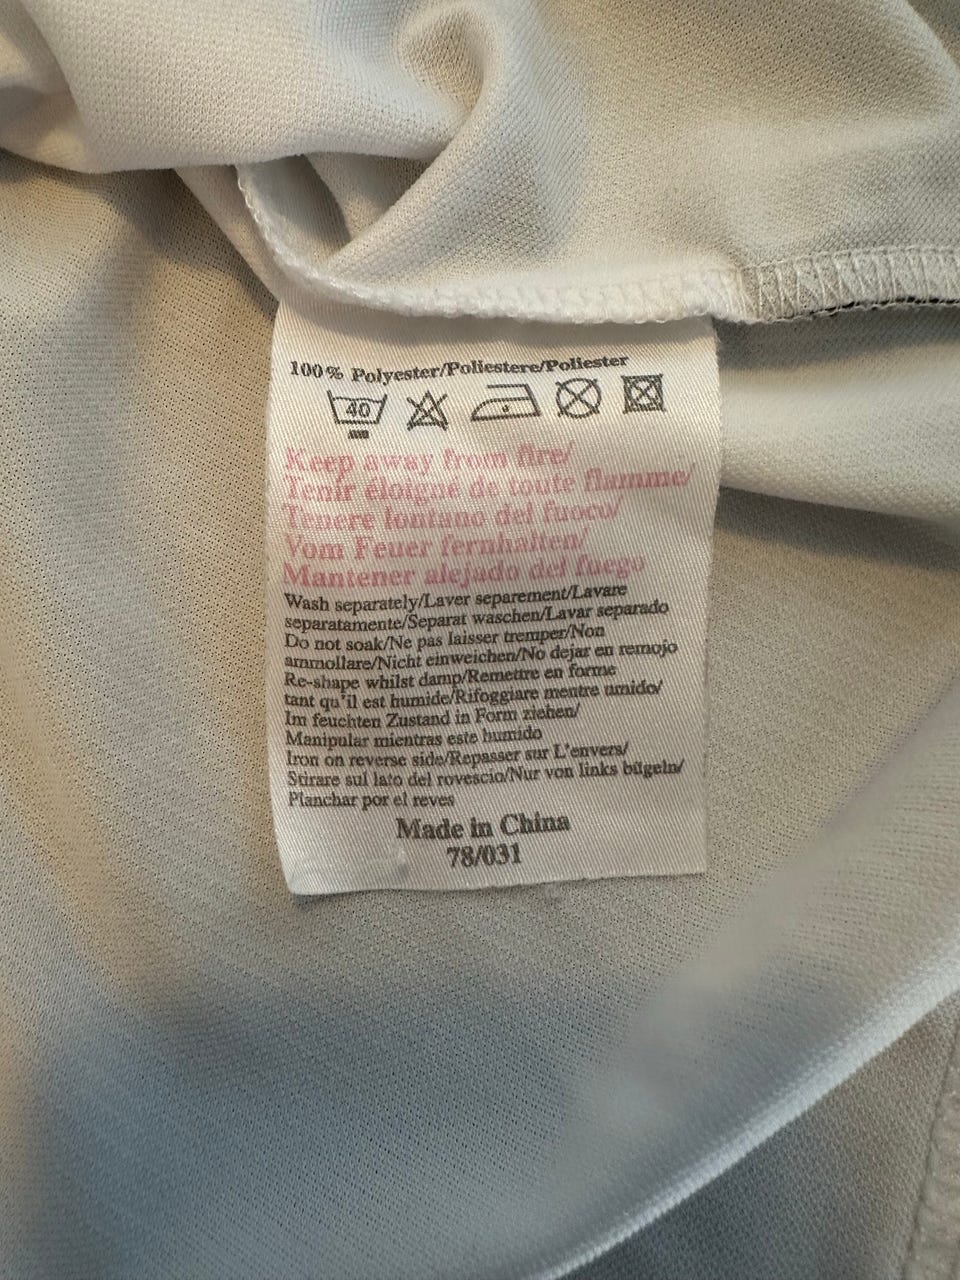 100% Polyester/Poliestere/Poliester
40
Keep away from fire/
Tenir éloigné de toute flamme/
Tenere lontano del fuoco/
Vom Feuer fernhalten/
Mantener alejado del fuego
Wash separately/Laver separement/Lavare
separatamente/Separat waschen/Lavar separado
Do not soak/Ne pas laisser tremper/Non
ammollare/Nicht einweichen/No dejar en remojo
Re-shape whilst damp/Remettre en forme
tant qu'il est humide/Rifoggiare mentre umido/
Im feuchten Zustand in Form ziehen/
Manipular mientras este humido
Iron on reverse side/Repasser sur L'envers/
Stirare sul lato del rovescio/Nur von links bügeln/
Planchar por el reves
Made in China
78/031